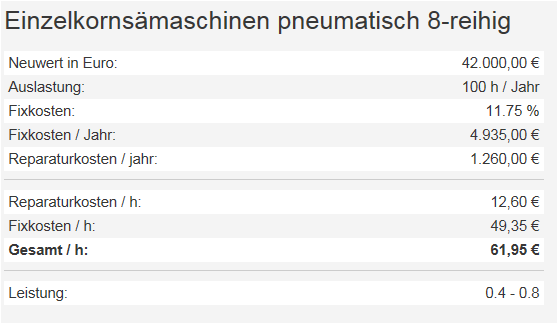 Einzelkornsämaschinen pneumatisch 8-reihig
Neuwert in Euro: 42.000,00 €
Auslastung: 100 h / Jahr
Fixkosten: 11.75 %
Fixkosten / Jahr: 4.935,00 €
Reparaturkosten / jahr: 1.260,00 €
Reparaturkosten / h: 12,60 €
Fixkosten / h: 49,35 €
Gesamt / h: 61,95 €
Leistung: 0.4 - 0.8